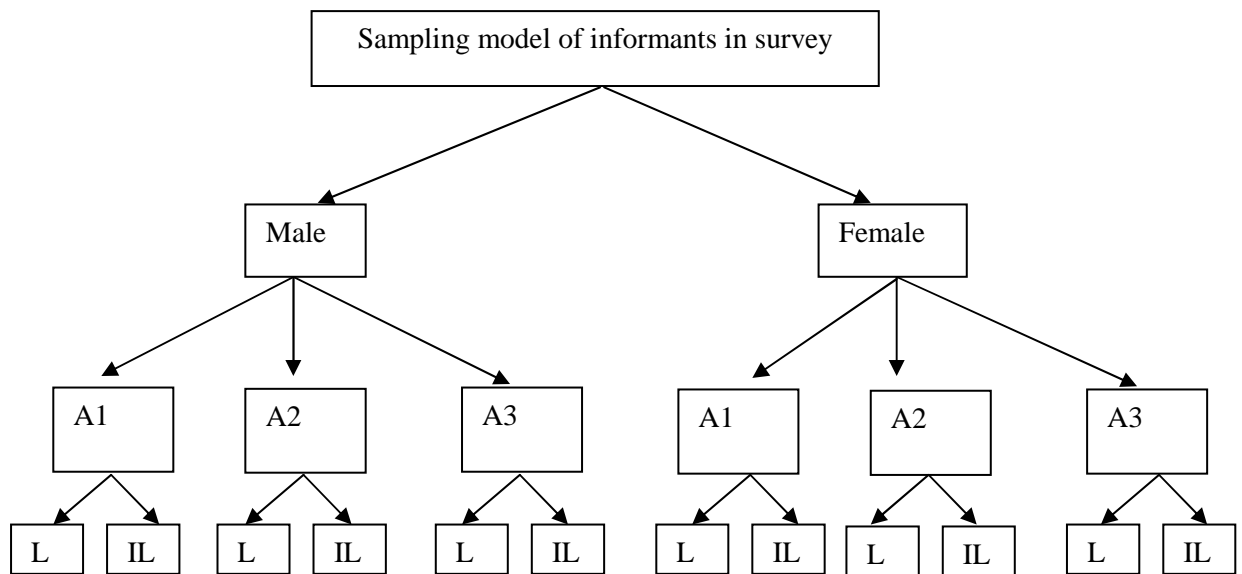 Sampling model of informants in survey
Male
Female
A1
A2
A3
A1
A2
A3
L
IL
L
IL
L
IL
L
IL
L
IL
L
IL